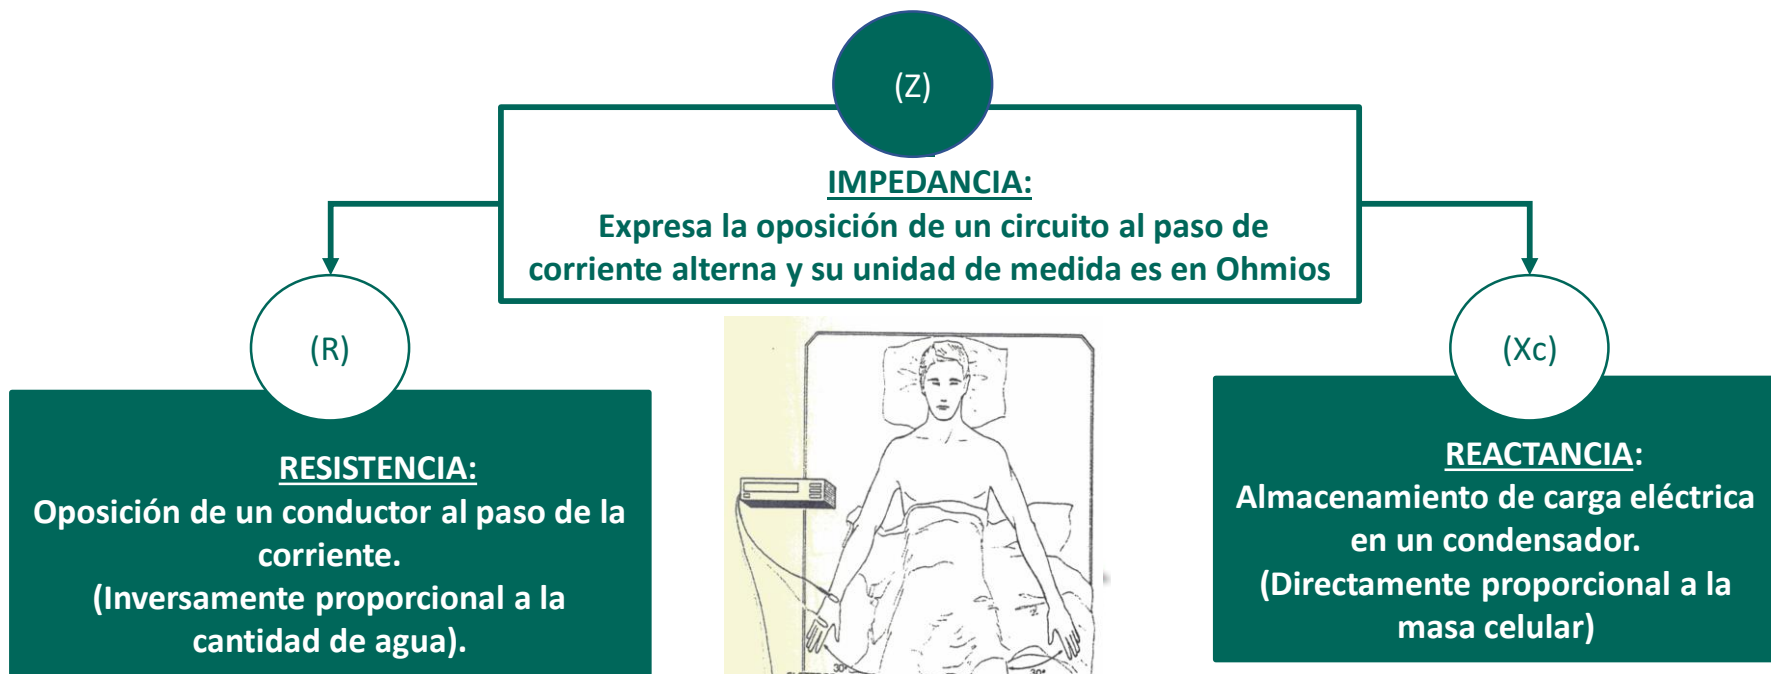 (Z)
IMPEDANCIA:
Expresa la oposición de un circuito al paso de
corriente alterna y su unidad de medida es en Ohmios
(R)
RESISTENCIA:
Oposición de un conductor al paso de la
corriente.
(Inversamente proporcional a la
cantidad de agua).
30°
30°
(Xc)
REACTANCIA:
Almacenamiento de carga eléctrica
en un condensador.
(Directamente proporcional a la
masa celular)